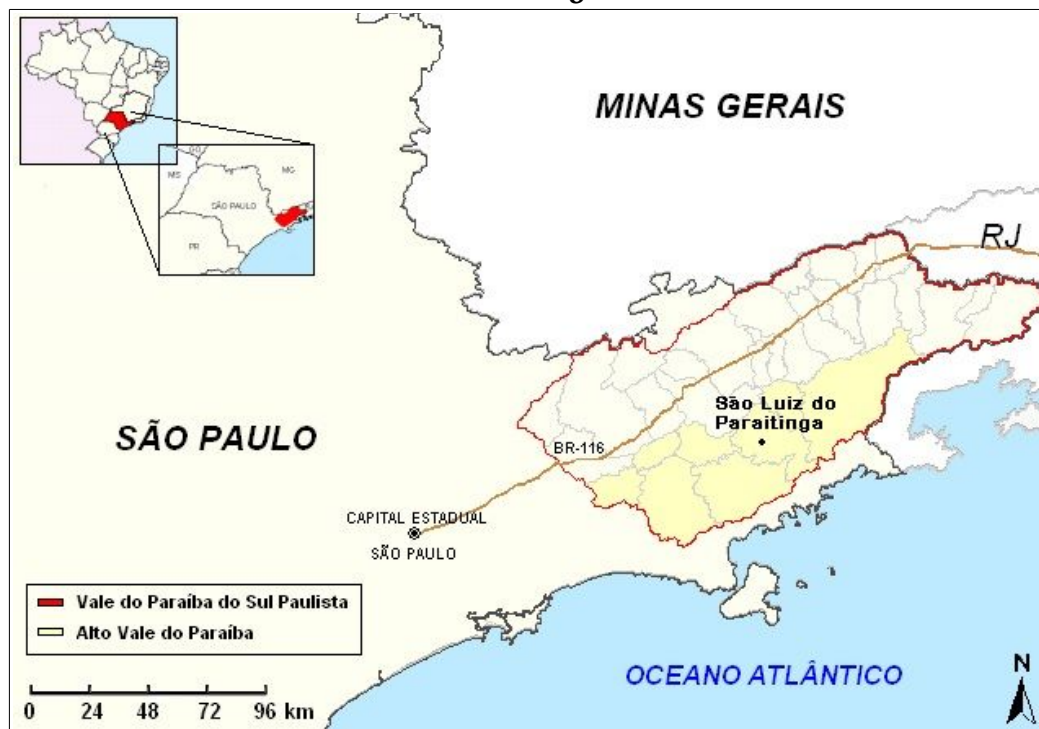 GO
MS
MG
SÃO PAULO
PR
MINAS GERAIS
RJ
São Luiz do
Paraitinga
SÃO PAULO
BR-116
CAPITAL ESTADUAL
SÃO PAULO
Vale do Paraíba do Sul Paulista
Alto Vale do Paraíba
OCEANO ATLÂNTICO
N
0 24 48 72 96 km